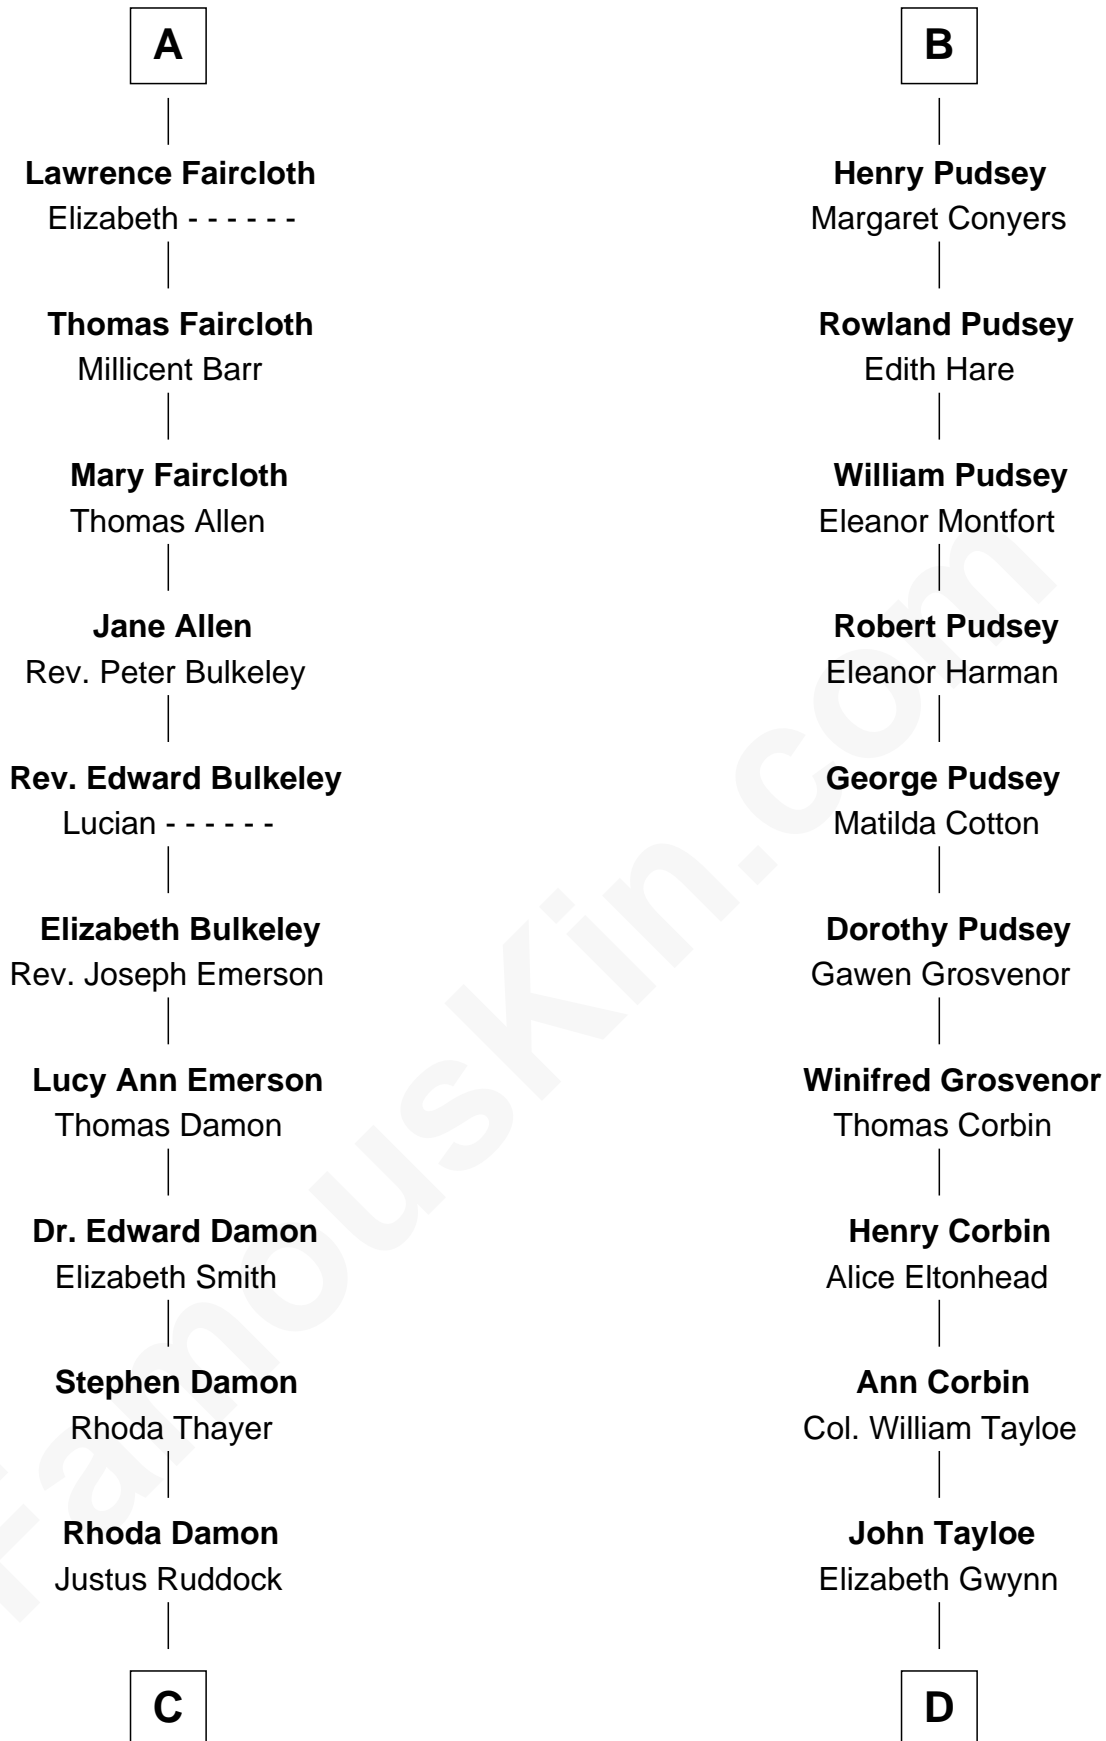 A
Lawrence Faircloth
Elizabeth - - - - - -
Thomas Faircloth
Millicent Barr
Mary Faircloth
Thomas Allen
Jane Allen
Rev. Peter Bulkeley
Rev. Edward Bulkeley
Lucian - - - - - -
Elizabeth Bulkeley
Rev. Joseph Emerson
Lucy Ann Emerson
Thomas Damon
Dr. Edward Damon
Elizabeth Smith
Stephen Damon
Rhoda Thayer
Rhoda Damon
Justus Ruddock
C
B
Henry Pudsey
Margaret Conyers
Rowland Pudsey
Edith Hare
William Pudsey
Eleanor Montfort
Robert Pudsey
Eleanor Harman
George Pudsey
Matilda Cotton
Dorothy Pudsey
Gawen Grosvenor
Winifred Grosvenor
Thomas Corbin
Henry Corbin
Alice Eltonhead
Ann Corbin
Col. William Tayloe
John Tayloe
Elizabeth Gwynn
D
FamousKin.com